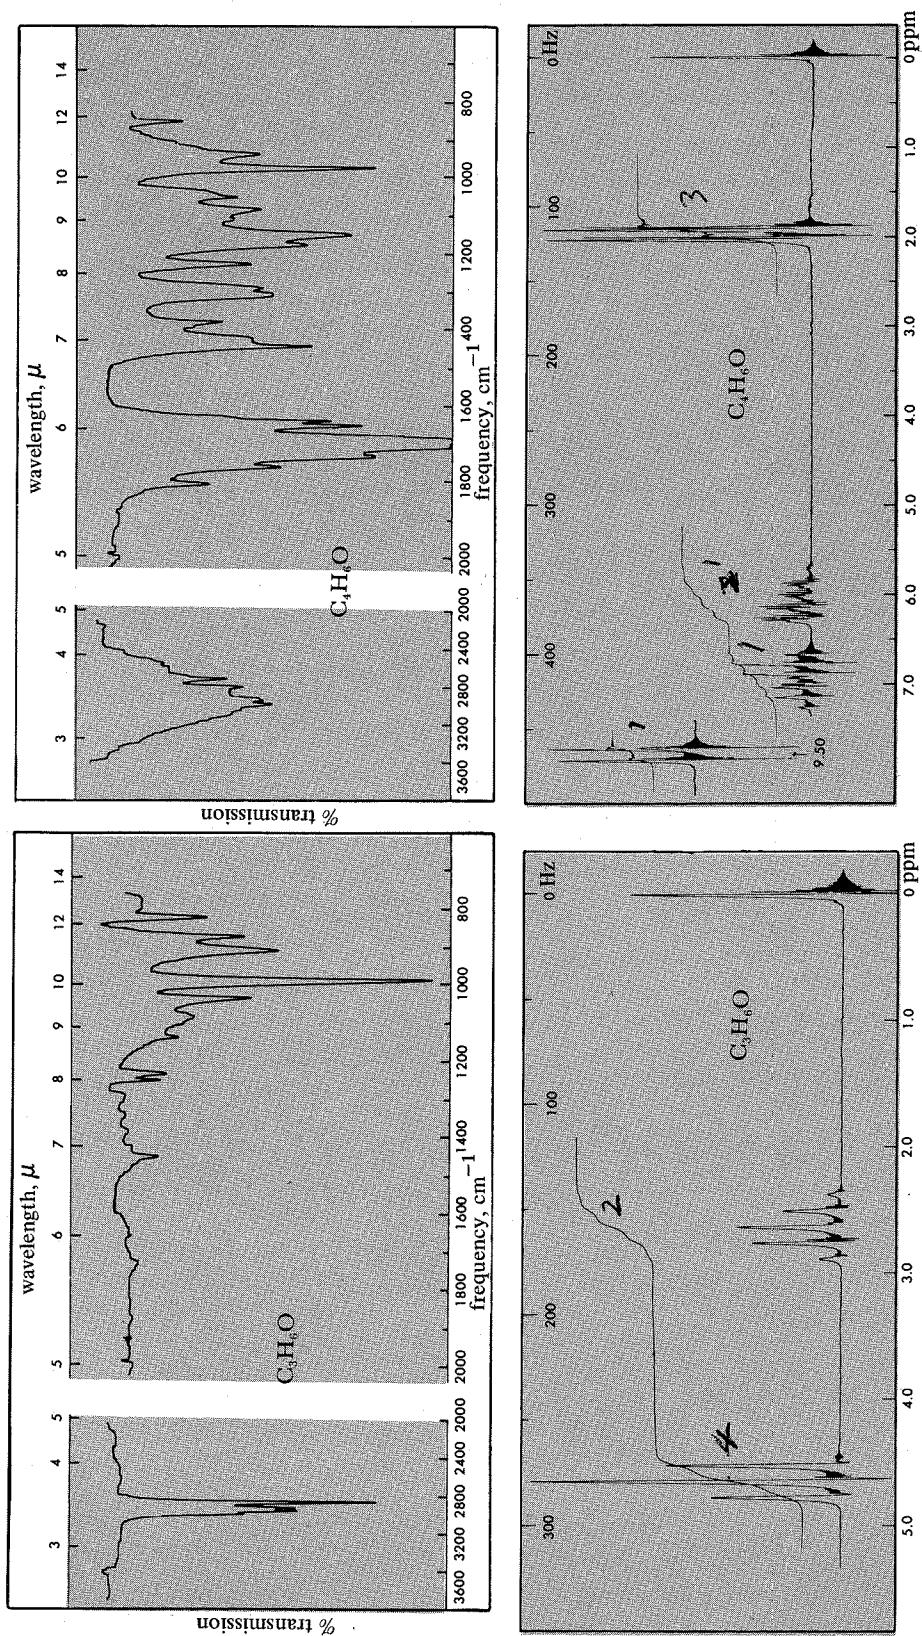 wavelength, μ
3 4 5 5 6 7 8 9 10 12 14
% transmission
C₃H₆O
3600 3200 2800 2400 2000 2000 1800 1600 1400 1200 1000 800
frequency, cm⁻¹
wavelength, μ
3 4 5 5 6 7 8 9 10 12 14
% transmission
C₄H₆O
3600 3200 2800 2400 2000 2000 1800 1600 1400 1200 1000 800
frequency, cm⁻¹
300 200 100 0 Hz
C₃H₆O
4 2
5.0 4.0 3.0 2.0 1.0 0 ppm
400 300 200 100 0 Hz
C₄H₆O
1 1 1 3
9.50
7.0 6.0 5.0 4.0 3.0 2.0 1.0 0 ppm